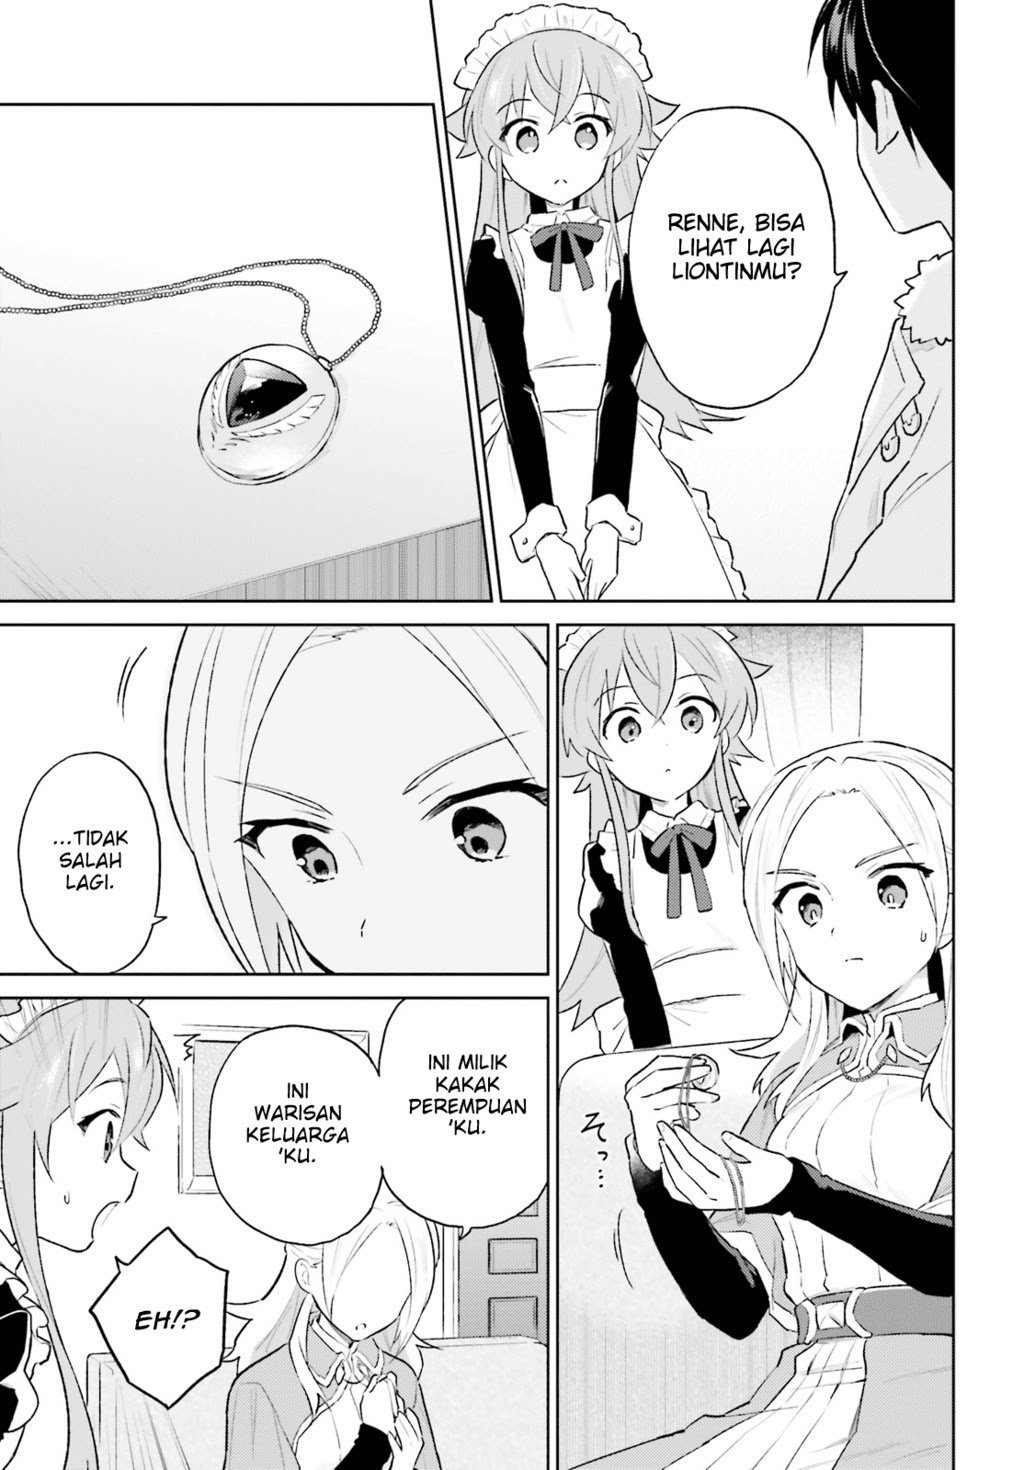 RENNE, BISA
LIHAT LAGI
LIONTINMU?
そっ…
...TIDAK
SALAH
LAGI.
INI MILIK
KAKAK
PEREMPUAN
'KU.
INI
WARISAN
KELUARGA
'KU.
EH!?